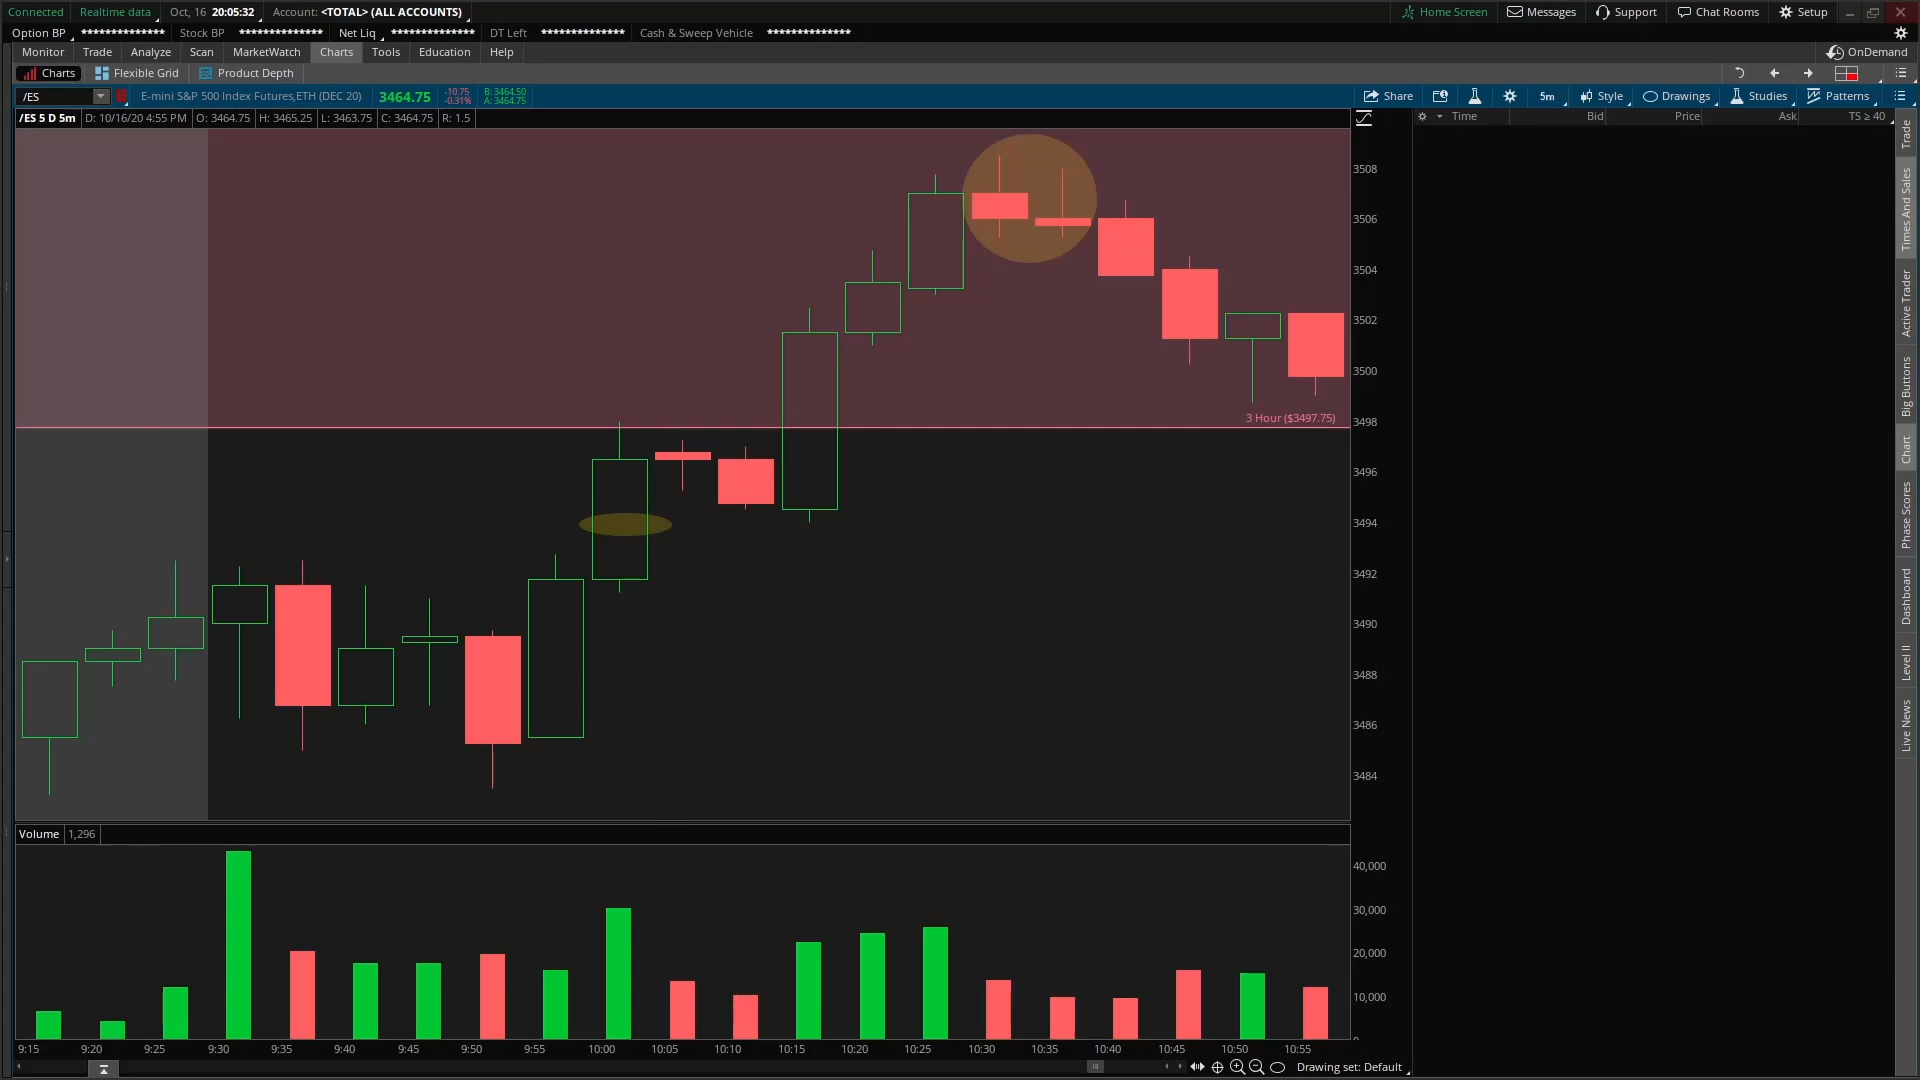 Connected Realtime data Oct, 16 20:05:32 Account: <TOTAL> (ALL ACCOUNTS) Home Screen Messages Support Chat Rooms Setup
Option BP ************** Stock BP ************** Net Liq ************** DT Left ************** Cash & Sweep Vehicle **************
Monitor Trade Analyze Scan MarketWatch Charts Tools Education Help OnDemand
Charts Flexible Grid Product Depth
/ES E-mini S&P 500 Index Futures,ETH (DEC 20) 3464.75 -10.75 -0.31% B: 3464.50 A: 3464.75 Share 5m Style Drawings Studies Patterns
/ES 5 D 5m D: 10/16/20 4:55 PM O: 3464.75 H: 3465.25 L: 3463.75 C: 3464.75 R: 1.5 Time Bid Price Ask TS ≥ 40
3508
3506
3504
3502
3500
3 Hour ($3497.75)
3498
3496
3494
3492
3490
3488
3486
3484
Volume 1,296
40,000
30,000
20,000
10,000
9:15 9:20 9:25 9:30 9:35 9:40 9:45 9:50 9:55 10:00 10:05 10:10 10:15 10:20 10:25 10:30 10:35 10:40 10:45 10:50 10:55
Drawing set: Default
Trade
Times And Sales
Active Trader
Big Buttons
Chart
Phase Scores
Dashboard
Level II
Live News